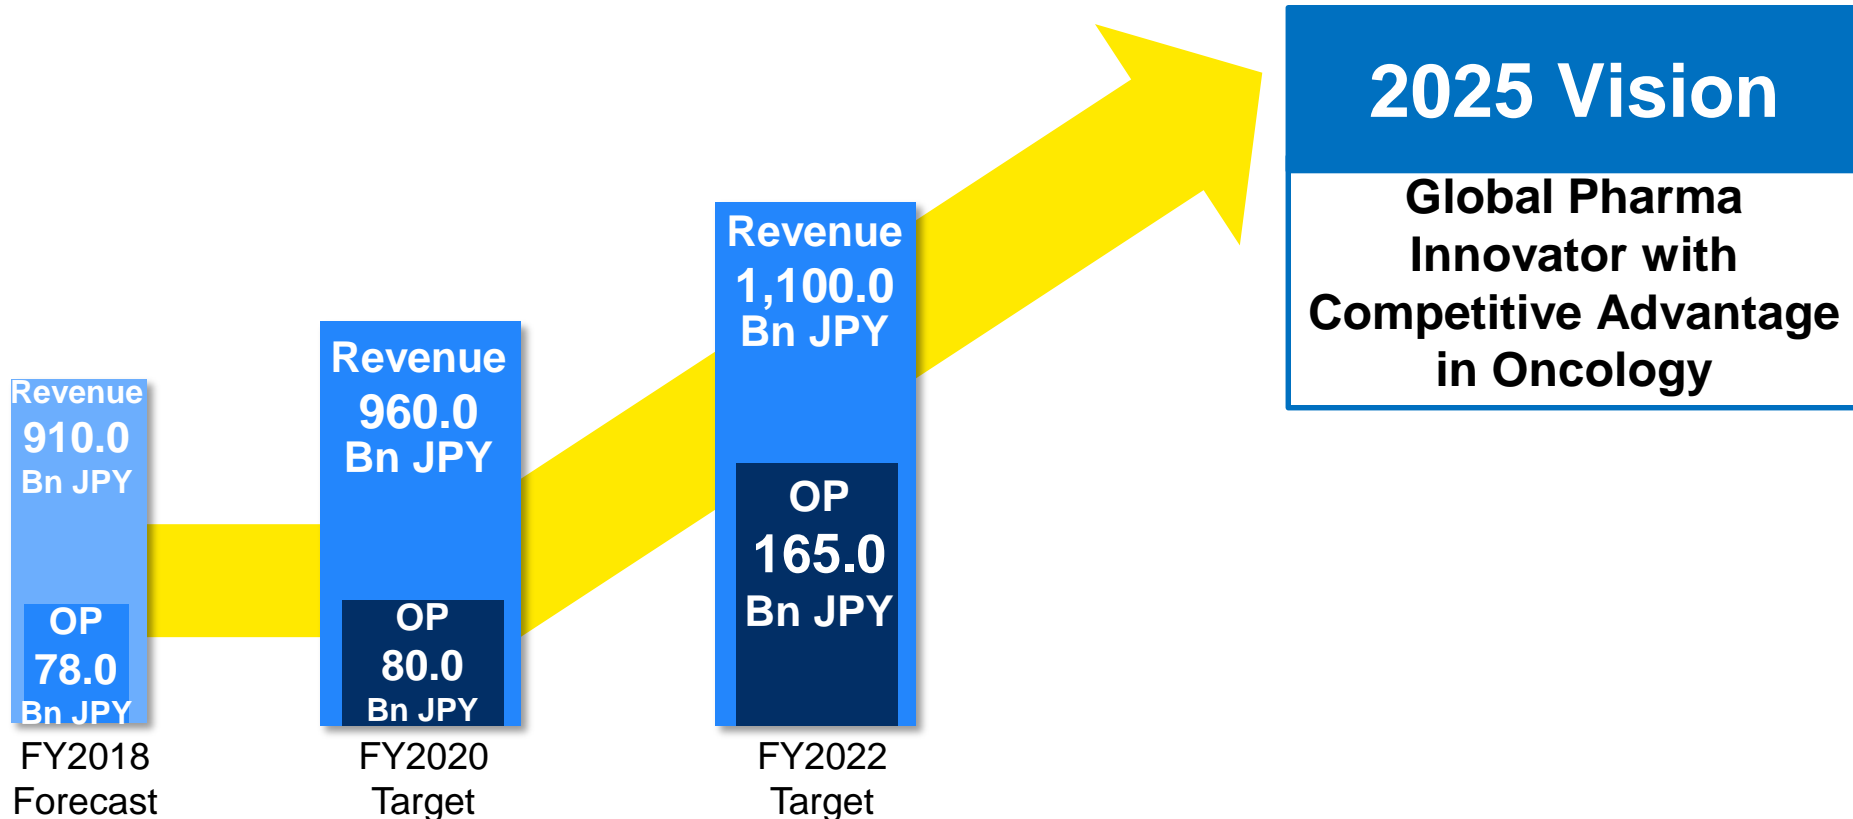 Revenue
910.0
Bn JPY
OP
78.0
Bn JPY
FY2018
Forecast
Revenue
960.0
Bn JPY
OP
80.0
Bn JPY
FY2020
Target
Revenue
1,100.0
Bn JPY
OP
165.0
Bn JPY
FY2022
Target
2025 Vision
Global Pharma
Innovator with
Competitive Advantage
in Oncology